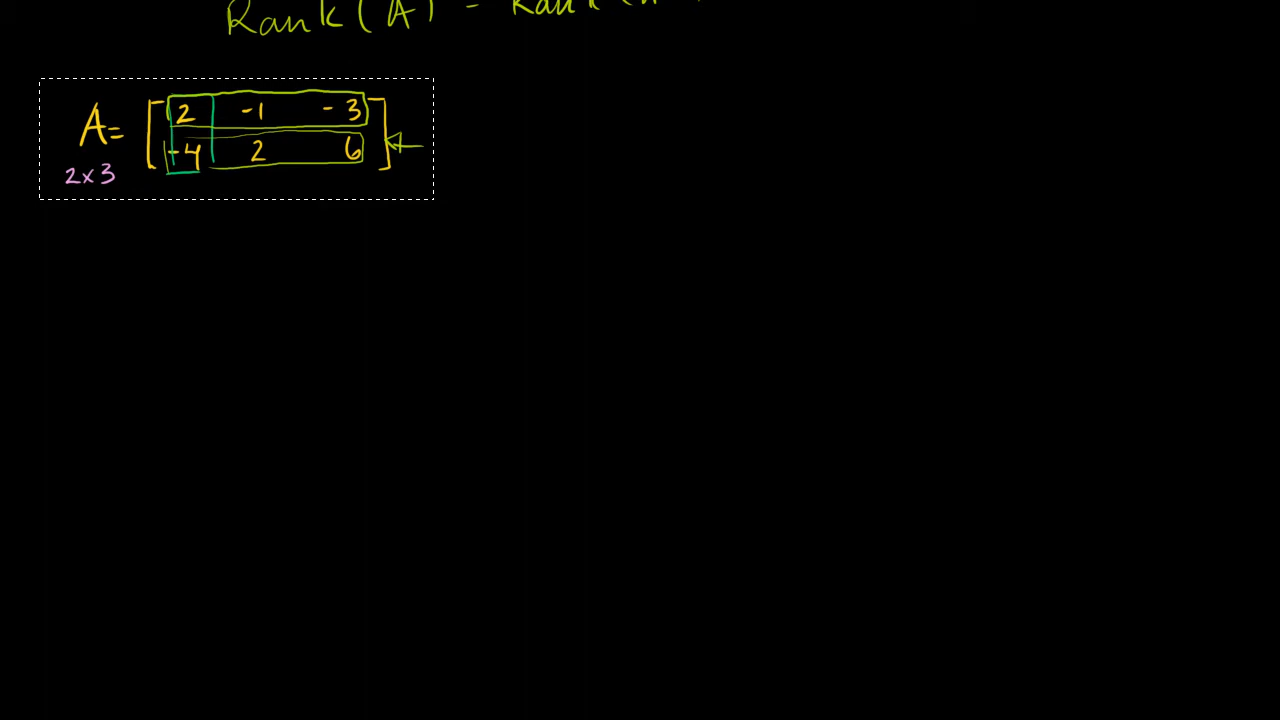 Rank(A) = Rank(
A = [ 2 -1 -3
-4 2 6 ]
2x3